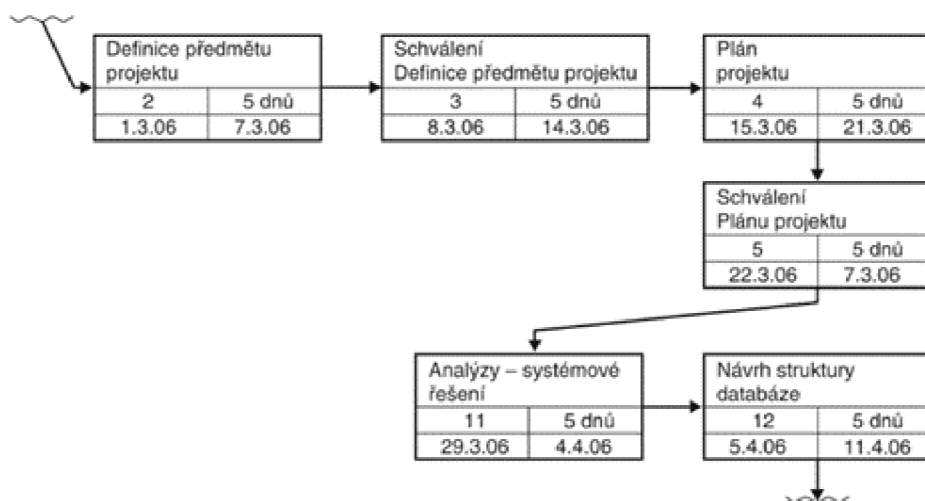 Definice předmětu
projektu
2 5 dnů
1.3.06 7.3.06
Schválení
Definice předmětu projektu
3 5 dnů
8.3.06 14.3.06
Plán
projektu
4 5 dnů
15.3.06 21.3.06
Schválení
Plánu projektu
5 5 dnů
22.3.06 7.3.06
Analýzy – systémové
řešení
11 5 dnů
29.3.06 4.4.06
Návrh struktury
databáze
12 5 dnů
5.4.06 11.4.06